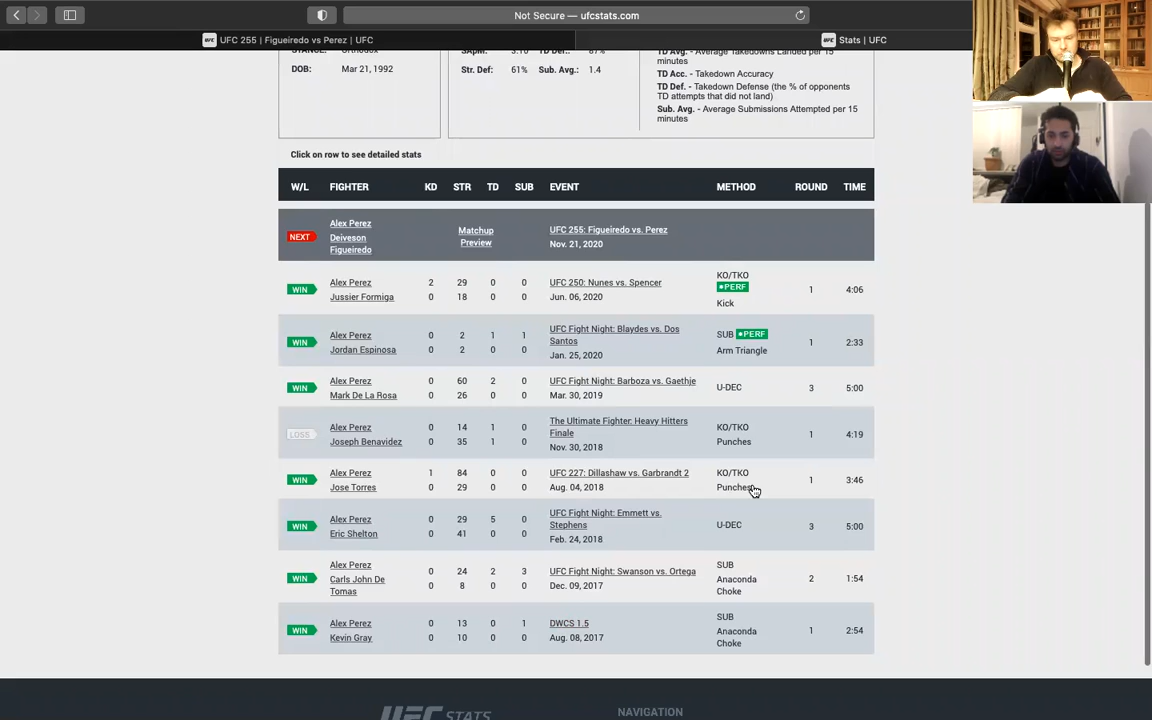 Not Secure — ufcstats.com
UFC 255 | Figueiredo vs Perez | UFC
Stats | UFC
DOB: Mar 21, 1992
Str. Def: 61% Sub. Avg.: 1.4
TD Avg. - Average Takedowns Landed per 15
minutes
TD Acc. - Takedown Accuracy
TD Def. - Takedown Defense (the % of opponents
TD attempts that did not land)
Sub. Avg. - Average Submissions Attempted per 15
minutes
Click on row to see detailed stats
W/L FIGHTER KD STR TD SUB EVENT METHOD ROUND TIME
NEXT
Alex Perez
Deiveson
Figueiredo
Matchup
Preview
UFC 255: Figueiredo vs. Perez
Nov. 21, 2020
WIN
Alex Perez 2 29 0 0 UFC 250: Nunes vs. Spencer
Jussier Formiga 0 18 0 0 Jun. 06, 2020
KO/TKO
PERF
Kick
1 4:06
WIN
Alex Perez 0 2 1 1
Jordan Espinosa 0 2 0 0
UFC Fight Night: Blaydes vs. Dos
Santos
Jan. 25, 2020
SUB PERF
Arm Triangle
1 2:33
WIN
Alex Perez 0 60 2 0 UFC Fight Night: Barboza vs. Gaethje
Mark De La Rosa 0 26 0 0 Mar. 30, 2019
U-DEC
3 5:00
LOSS
Alex Perez 0 14 1 0
Joseph Benavidez 0 35 1 0
The Ultimate Fighter: Heavy Hitters
Finale
Nov. 30, 2018
KO/TKO
Punches
1 4:19
WIN
Alex Perez 1 84 0 0 UFC 227: Dillashaw vs. Garbrandt 2
Jose Torres 0 29 0 0 Aug. 04, 2018
KO/TKO
Punches
1 3:46
WIN
Alex Perez 0 29 5 0
Eric Shelton 0 41 0 0
UFC Fight Night: Emmett vs.
Stephens
Feb. 24, 2018
U-DEC
3 5:00
WIN
Alex Perez 0 24 2 3
Carls John De
Tomas
0 8 0 0
UFC Fight Night: Swanson vs. Ortega
Dec. 09, 2017
SUB
Anaconda
Choke
2 1:54
WIN
Alex Perez 0 13 0 1 DWCS 1.5
Kevin Gray 0 10 0 0 Aug. 08, 2017
SUB
Anaconda
Choke
1 2:54
UFC STATS
NAVIGATION